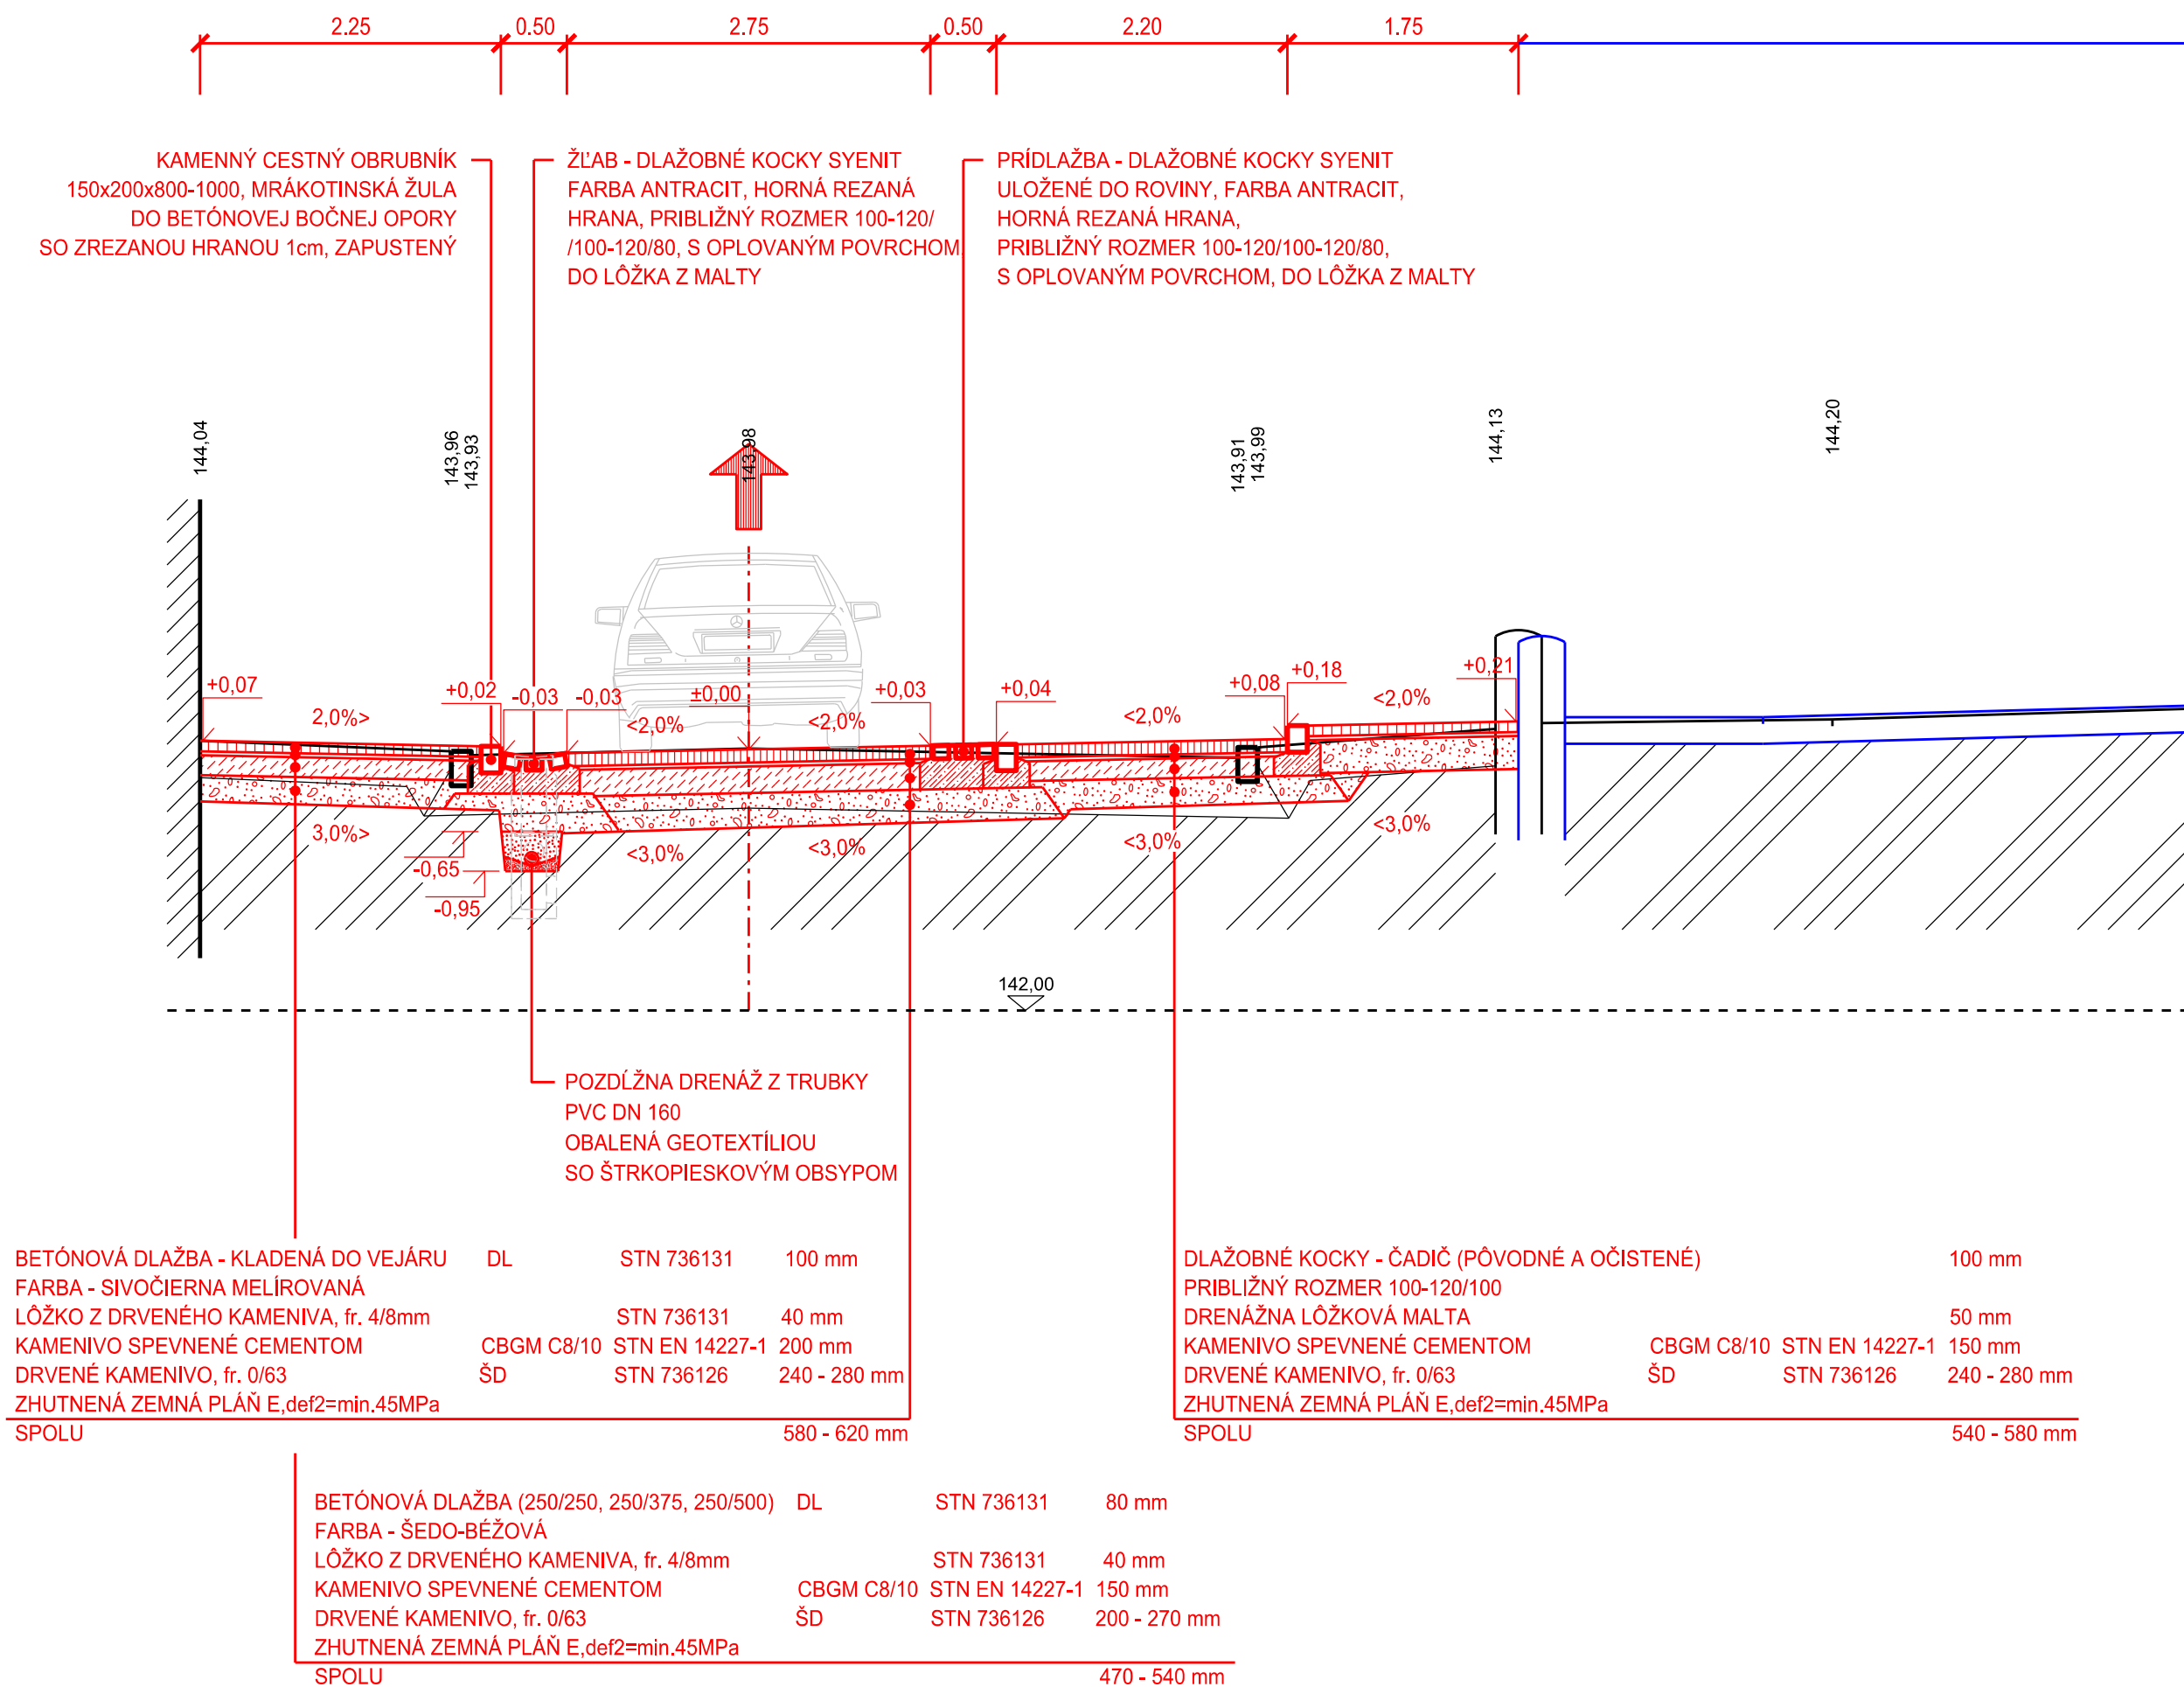 2.25 0.50 2.75 0.50 2.20 1.75
KAMENNÝ CESTNÝ OBRUBNÍK
150x200x800-1000, MRÁKOTINSKÁ ŽULA
DO BETÓNOVEJ BOČNEJ OPORY
SO ZREZANOU HRANOU 1cm, ZAPUSTENÝ
ŽĽAB - DLAŽOBNÉ KOCKY SYENIT
FARBA ANTRACIT, HORNÁ REZANÁ
HRANA, PRIBLIŽNÝ ROZMER 100-120/
/100-120/80, S OPLOVANÝM POVRCHOM
DO LÔŽKA Z MALTY
PRÍDLAŽBA - DLAŽOBNÉ KOCKY SYENIT
ULOŽENÉ DO ROVINY, FARBA ANTRACIT,
HORNÁ REZANÁ HRANA,
PRIBLIŽNÝ ROZMER 100-120/100-120/80,
S OPLOVANÝM POVRCHOM, DO LÔŽKA Z MALTY
144,04
143,96
143,93
143,98
143,91
143,99
144,13
144,20
+0,07
+0,02
-0,03
-0,03
±0,00
+0,03
+0,04
+0,08
+0,18
+0,21
2,0%>
<2,0%
<2,0%
<2,0%
<2,0%
3,0%>
<3,0%
<3,0%
<3,0%
<3,0%
-0,65
-0,95
142,00
POZDĹŽNA DRENÁŽ Z TRUBKY
PVC DN 160
OBALENÁ GEOTEXTÍLIOU
SO ŠTRKOPIESKOVÝM OBSYPOM
BETÓNOVÁ DLAŽBA - KLADENÁ DO VEJÁRU DL STN 736131 100 mm
FARBA - SIVOČIERNA MELÍROVANÁ
LÔŽKO Z DRVENÉHO KAMENIVA, fr. 4/8mm STN 736131 40 mm
KAMENIVO SPEVNENÉ CEMENTOM CBGM C8/10 STN EN 14227-1 200 mm
DRVENÉ KAMENIVO, fr. 0/63 ŠD STN 736126 240 - 280 mm
ZHUTNENÁ ZEMNÁ PLÁŇ E,def2=min.45MPa
SPOLU 580 - 620 mm
DLAŽOBNÉ KOCKY - ČADIČ (PÔVODNÉ A OČISTENÉ) 100 mm
PRIBLIŽNÝ ROZMER 100-120/100
DRENÁŽNA LÔŽKOVÁ MALTA 50 mm
KAMENIVO SPEVNENÉ CEMENTOM CBGM C8/10 STN EN 14227-1 150 mm
DRVENÉ KAMENIVO, fr. 0/63 ŠD STN 736126 240 - 280 mm
ZHUTNENÁ ZEMNÁ PLÁŇ E,def2=min.45MPa
SPOLU 540 - 580 mm
BETÓNOVÁ DLAŽBA (250/250, 250/375, 250/500) DL STN 736131 80 mm
FARBA - ŠEDO-BÉŽOVÁ
LÔŽKO Z DRVENÉHO KAMENIVA, fr. 4/8mm STN 736131 40 mm
KAMENIVO SPEVNENÉ CEMENTOM CBGM C8/10 STN EN 14227-1 150 mm
DRVENÉ KAMENIVO, fr. 0/63 ŠD STN 736126 200 - 270 mm
ZHUTNENÁ ZEMNÁ PLÁŇ E,def2=min.45MPa
SPOLU 470 - 540 mm